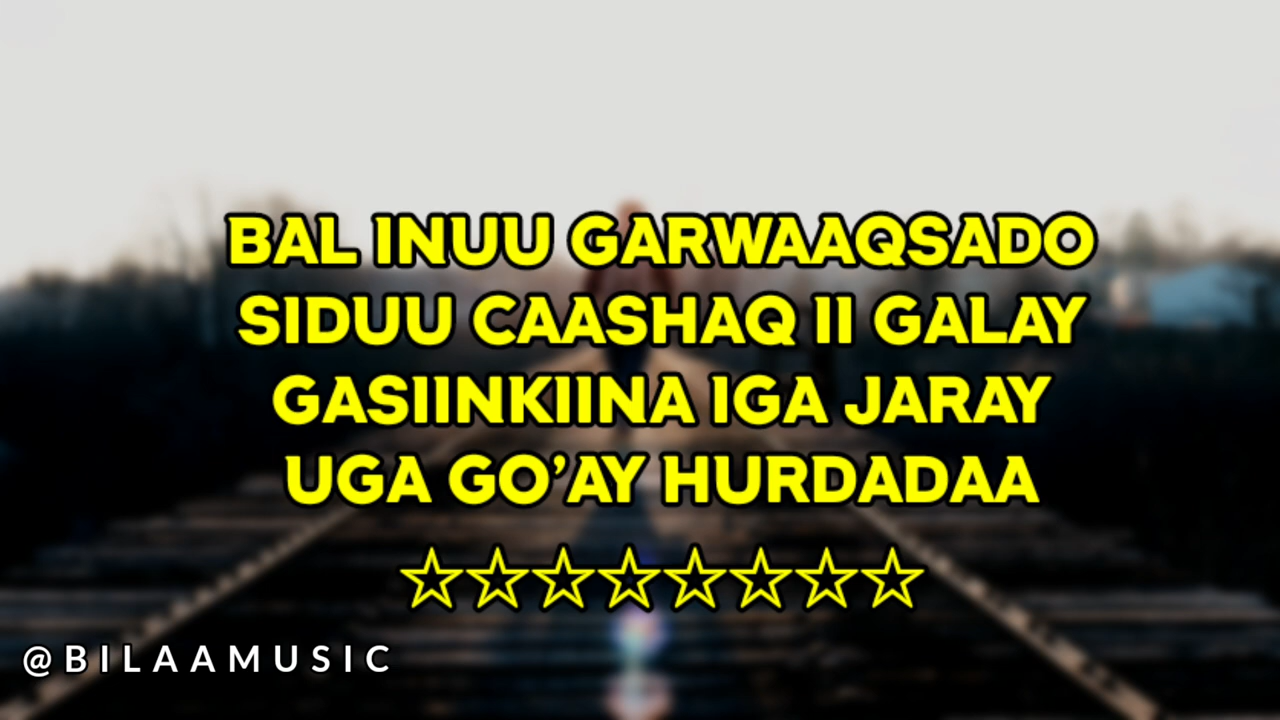 BAL INUU GARWAAQSADO
SIDUU CAASHAQ II GALAY
GASIINKIINA IGA JARAY
UGA GO’AY HURDADAA
☆☆☆☆☆☆☆☆
@BILAAMUSIC